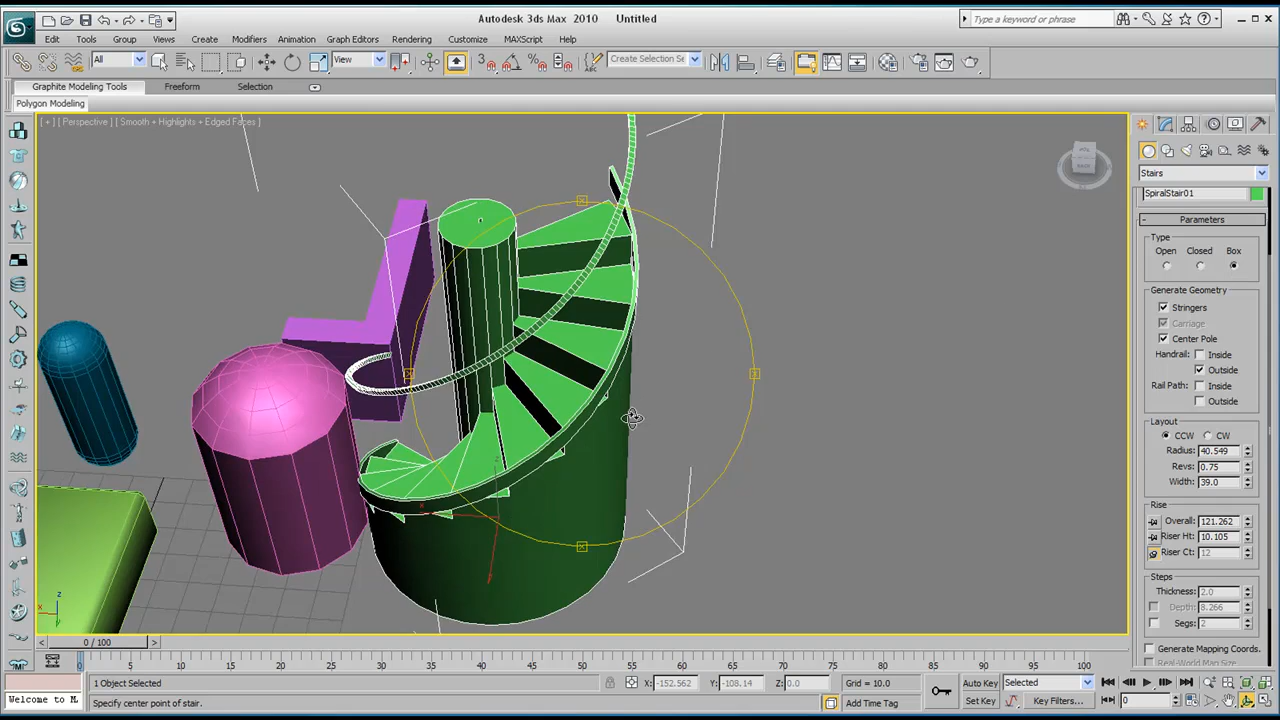 Autodesk 3ds Max 2010 Untitled
Type a keyword or phrase
Edit Tools Group Views Create Modifiers Animation Graph Editors Rendering Customize MAXScript Help
All
View
Create Selection Se
Graphite Modeling Tools Freeform Selection
Polygon Modeling
[ + ] [ Perspective ] [ Smooth + Highlights + Edged Faces ]
Stairs
SpiralStair01
Parameters
Type
Open Closed Box
Generate Geometry
Stringers
Carriage
Center Pole
Handrail: Inside
Outside
Rail Path: Inside
Outside
Layout
CCW CW
Radius: 40.549
Revs: 0.75
Width: 39.0
Rise
Overall: 121.262
Riser Ht: 10.105
Riser Ct: 12
Steps
Thickness: 2.0
Depth: 8.266
Segs: 2
Generate Mapping Coords.
Real-World Map Size
x z
0 / 100
0 5 10 15 20 25 30 35 40 45 50 55 60 65 70 75 80 85 90 95 100
1 Object Selected X: -152.562 Y: -108.14 Z: 0.0 Grid = 10.0 Auto Key Selected
Welcome to M Specify center point of stair. Add Time Tag Set Key Key Filters... 0